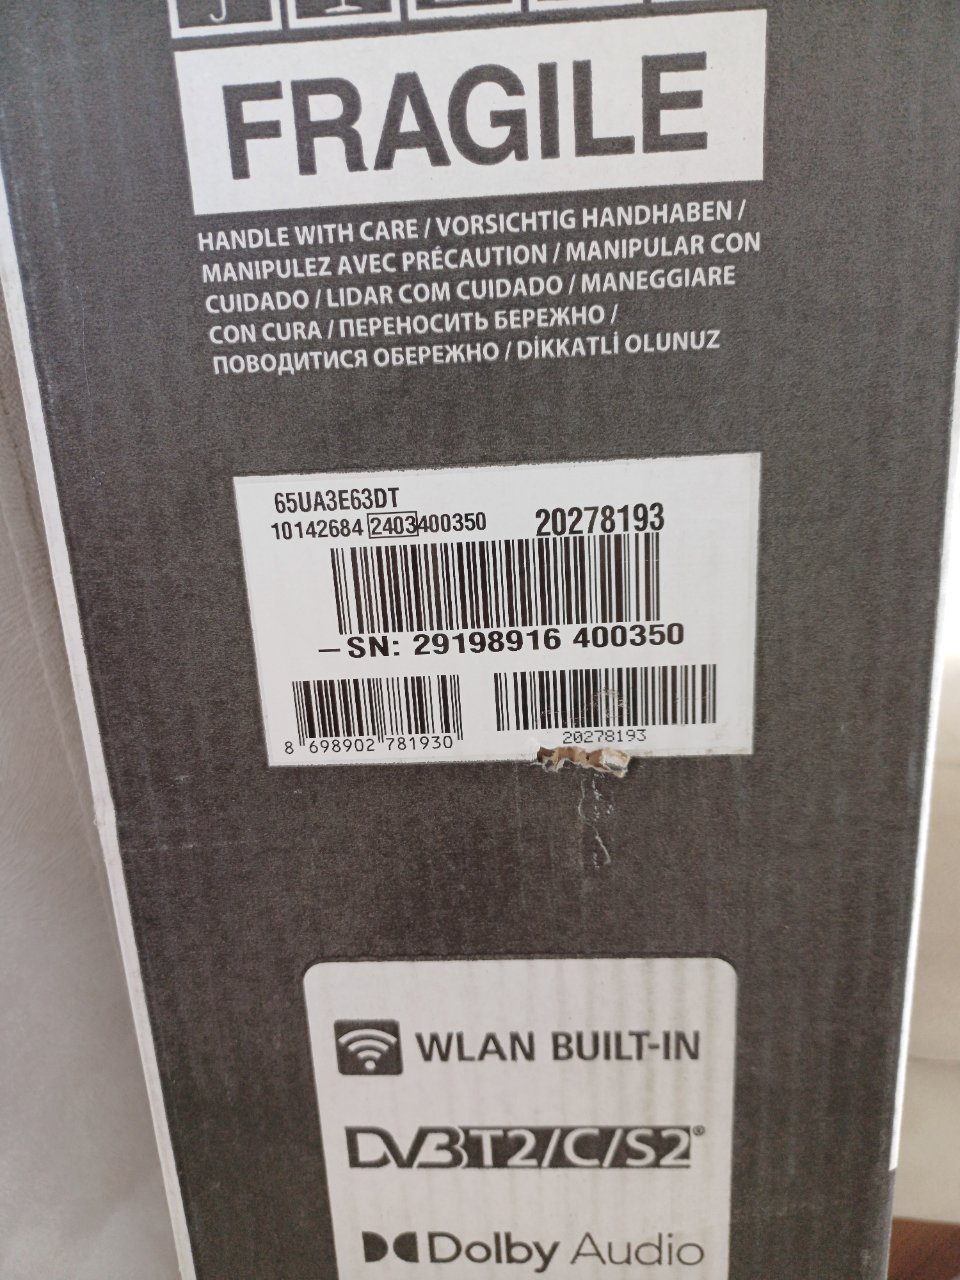 FRAGILE
HANDLE WITH CARE / VORSICHTIG HANDHABEN /
MANIPULEZ AVEC PRÉCAUTION / MANIPULAR CON
CUIDADO / LIDAR COM CUIDADO / MANEGGIARE
CON CURA / ПЕРЕНОСИТЬ БЕРЕЖНО /
ПОВОДИТИСЯ ОБЕРЕЖНО / DİKKATLİ OLUNUZ
65UA3E63DT
10142684 2403400350 20278193
–SN: 29198916 400350
8 698902 781930 20278193
WLAN BUILT-IN
DVB T2/C/S2®
Dolby Audio